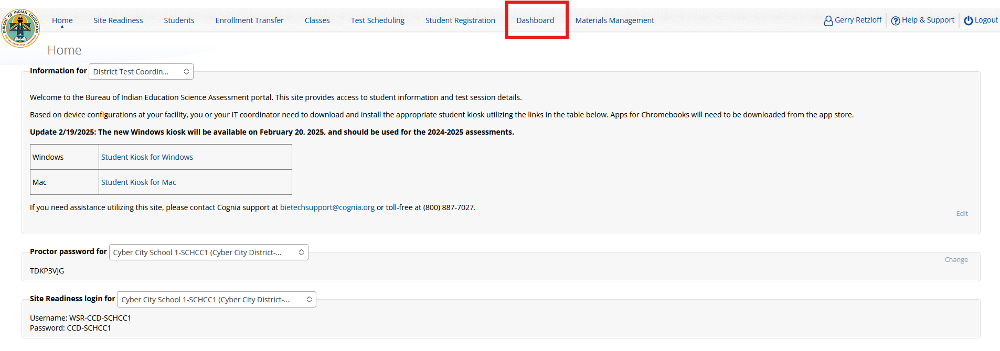 BUREAU OF INDIAN EDUCATION
CULTURE • KNOWLEDGE • LEADERSHIP
Home Site Readiness Students Enrollment Transfer Classes Test Scheduling Student Registration Dashboard Materials Management Gerry Retzloff Help & Support Logout
Home
Information for District Test Coordin...
Welcome to the Bureau of Indian Education Science Assessment portal. This site provides access to student information and test session details.
Based on device configurations at your facility, you or your IT coordinator need to download and install the appropriate student kiosk utilizing the links in the table below. Apps for Chromebooks will need to be downloaded from the app store.
Update 2/19/2025: The new Windows kiosk will be available on February 20, 2025, and should be used for the 2024-2025 assessments.
Windows Student Kiosk for Windows
Mac Student Kiosk for Mac
If you need assistance utilizing this site, please contact Cognia support at bietechsupport@cognia.org or toll-free at (800) 887-7027.
Edit
Proctor password for Cyber City School 1-SCHCC1 (Cyber City District-...
Change
TDKP3VJG
Site Readiness login for Cyber City School 1-SCHCC1 (Cyber City District-...
Username: WSR-CCD-SCHCC1
Password: CCD-SCHCC1